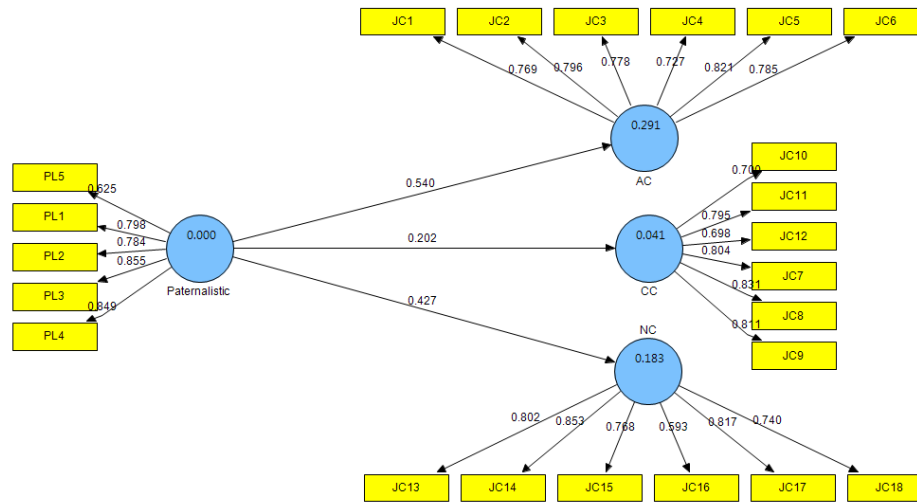 JC1 JC2 JC3 JC4 JC5 JC6
0.769 0.796 0.778 0.727 0.821 0.785
0.291
AC
PL5
PL1
PL2
PL3
PL4
0.625
0.798
0.784
0.855
0.849
0.000
Paternalistic
0.540
0.202
0.427
0.041
CC
0.700
0.795
0.698
0.804
0.831
0.811
JC10
JC11
JC12
JC7
JC8
JC9
NC
0.183
0.802 0.853 0.768 0.593 0.817 0.740
JC13 JC14 JC15 JC16 JC17 JC18